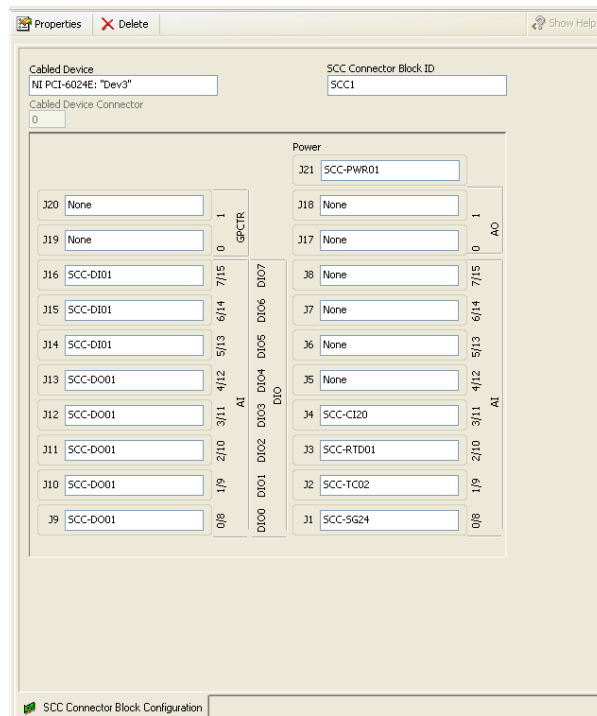 Properties
Delete
Show Help
Cabled Device
SCC Connector Block ID
NI PCI-6024E: "Dev3"
SCC1
Cabled Device Connector
0
Power
J21 SCC-PWR01
J20 None
J18 None
J19 None
J17 None
0 1
GPCTR
0 1
AO
J16 SCC-DI01 7/15 DIO7
J8 None 7/15
J15 SCC-DI01 6/14 DIO6
J7 None 6/14
J14 SCC-DI01 5/13 DIO5
J6 None 5/13
J13 SCC-DO01 4/12 DIO4
J5 None 4/12
AI
DIO
AI
J12 SCC-DO01 3/11 DIO3
J4 SCC-CI20 3/11
J11 SCC-DO01 2/10 DIO2
J3 SCC-RTD01 2/10
J10 SCC-DO01 1/9 DIO1
J2 SCC-TC02 1/9
J9 SCC-DO01 0/8 DIO0
J1 SCC-SG24 0/8
SCC Connector Block Configuration